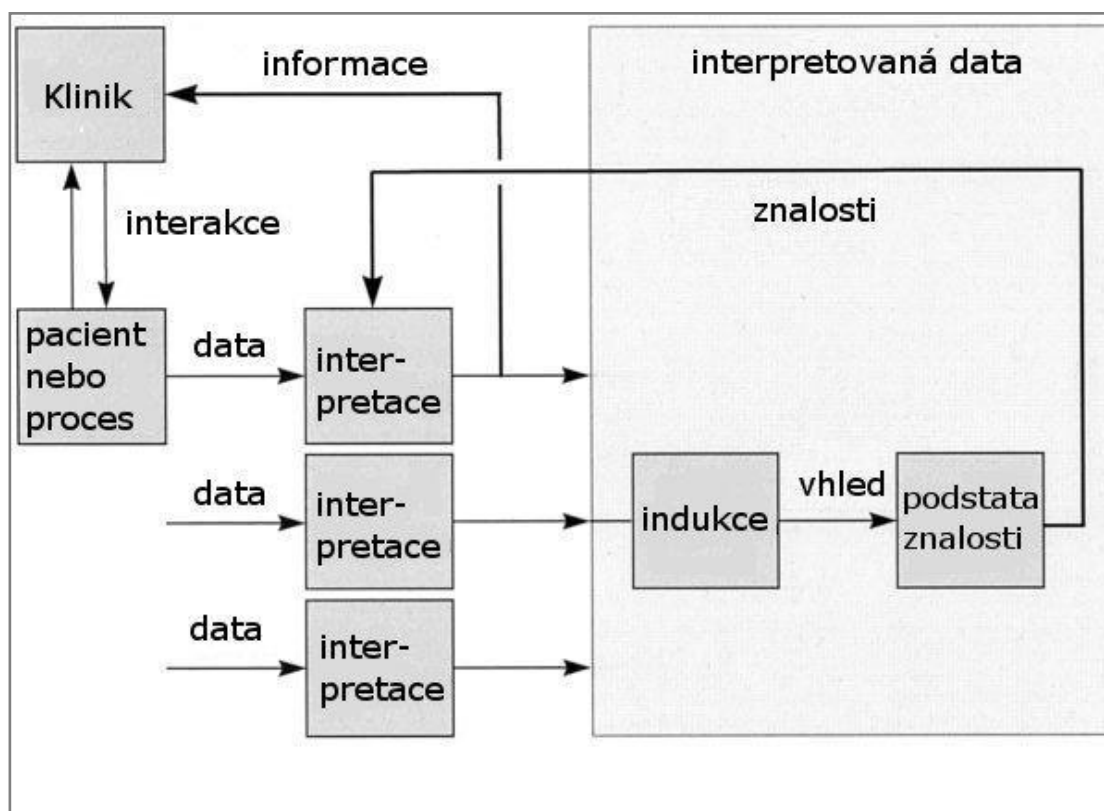 informace
interpretovaná data
Klinik
znalosti
interakce
pacient
nebo
proces
data
inter-
pretace
data
inter-
pretace
indukce
vhled
podstata
znalosti
data
inter-
pretace